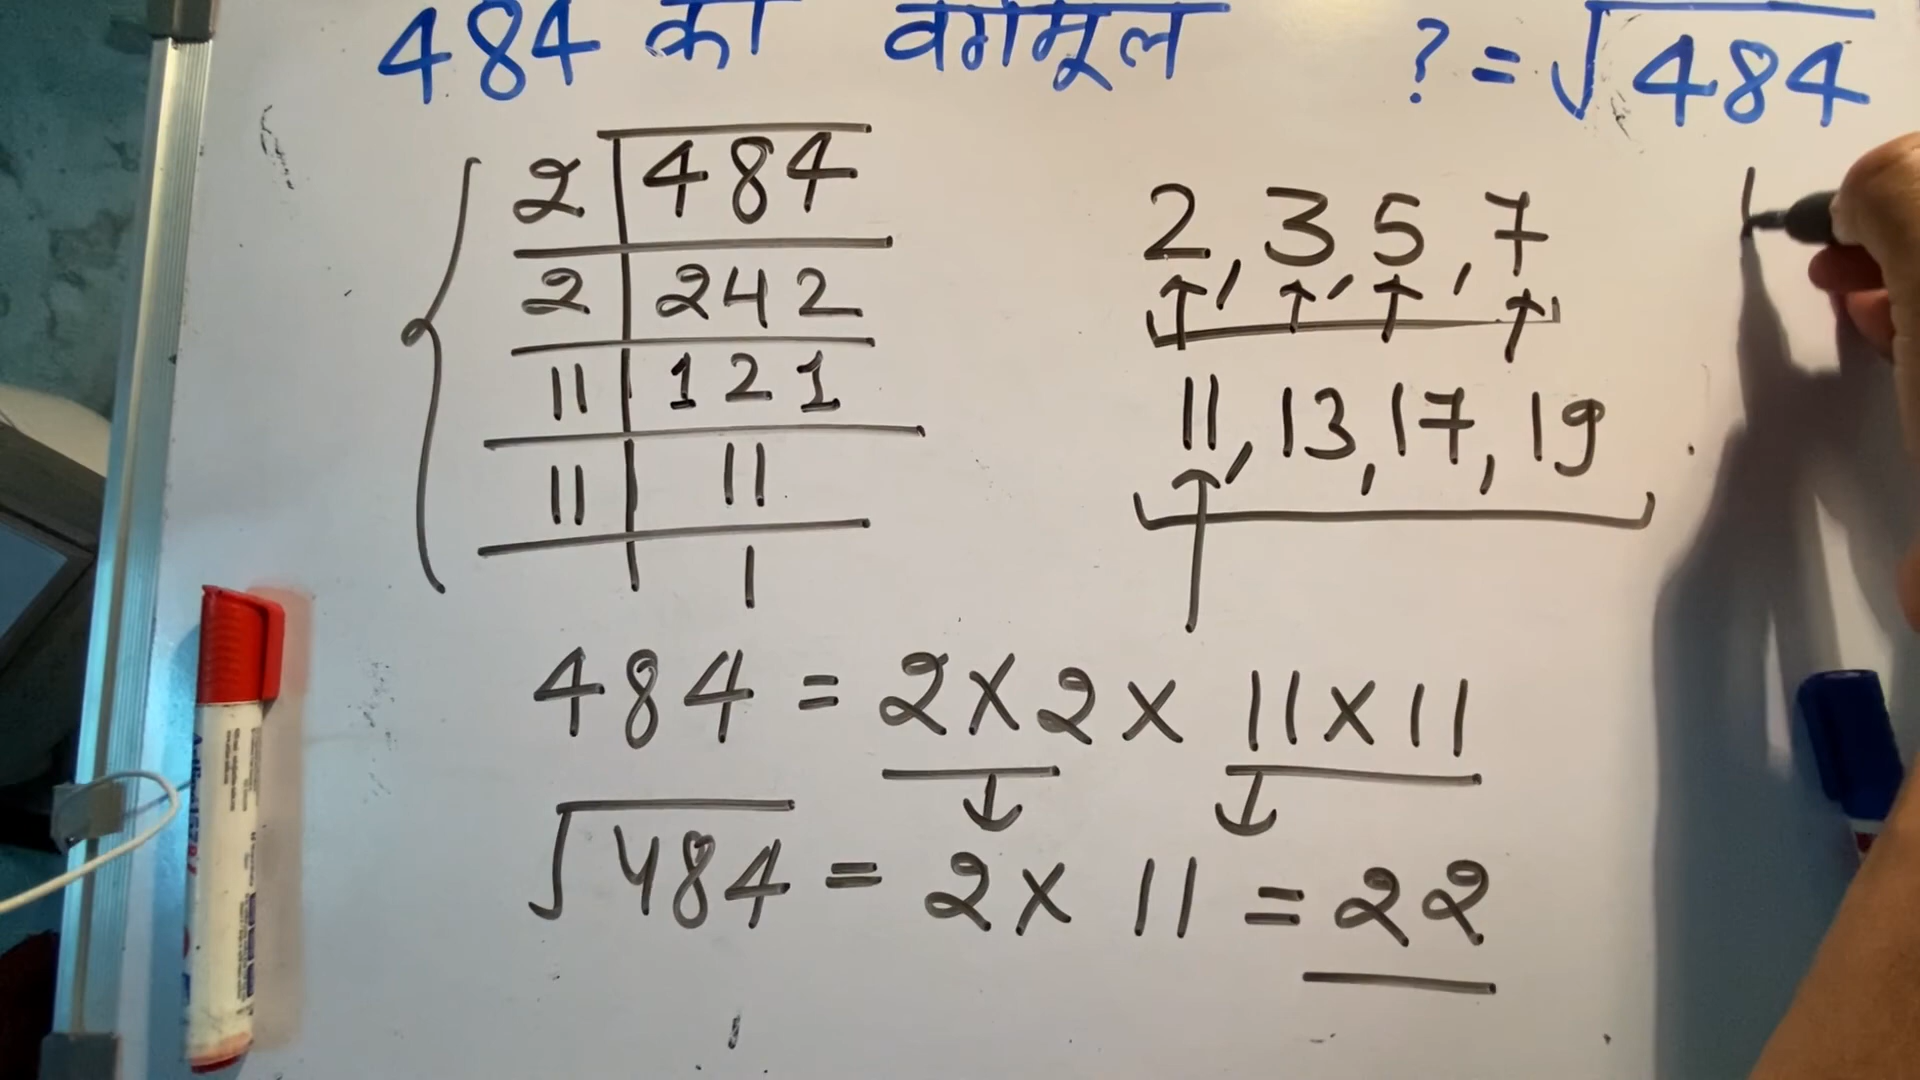 484 का वर्गमूल ? = √484
2 | 484
2 | 242
11 | 121
11 | 11
1
2, 3, 5, 7
11, 13, 17, 19
484 = 2 × 2 × 11 × 11
√484 = 2 × 11 = 22